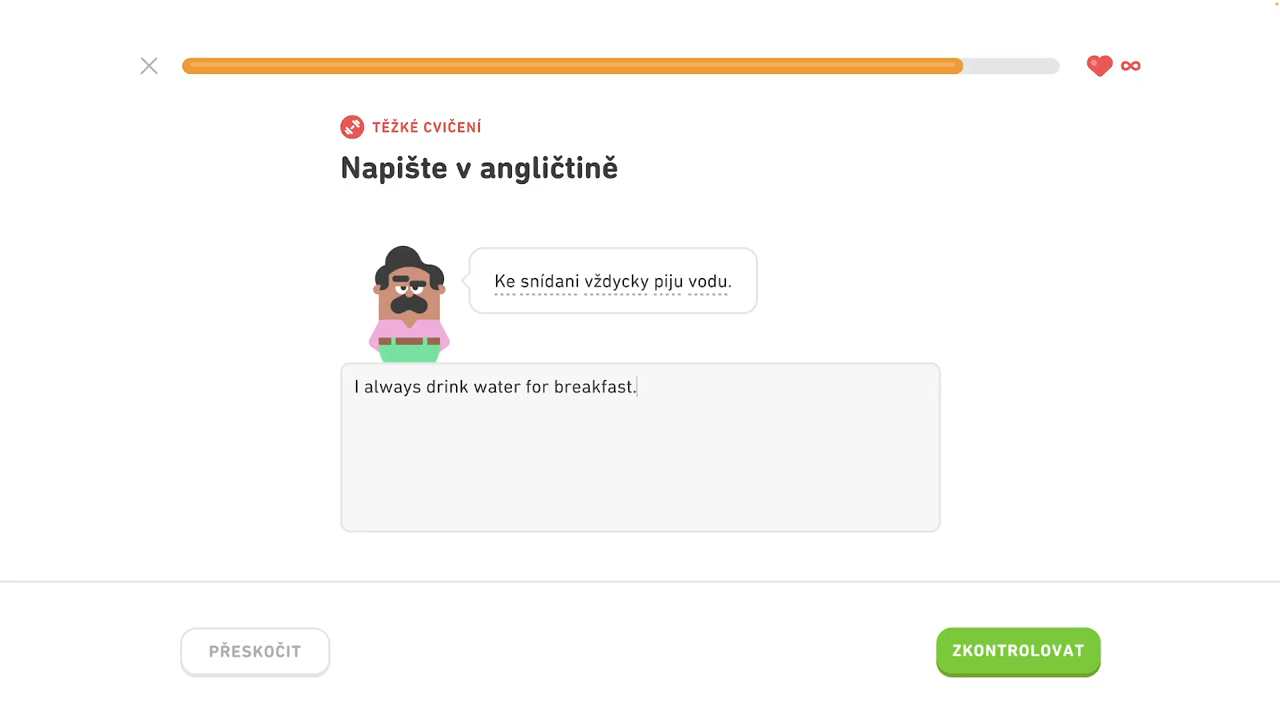 TĚŽKÉ CVIČENÍ
Napište v angličtině
Ke snídani vždycky piju vodu.
I always drink water for breakfast.
PŘESKOČIT
ZKONTROLOVAT